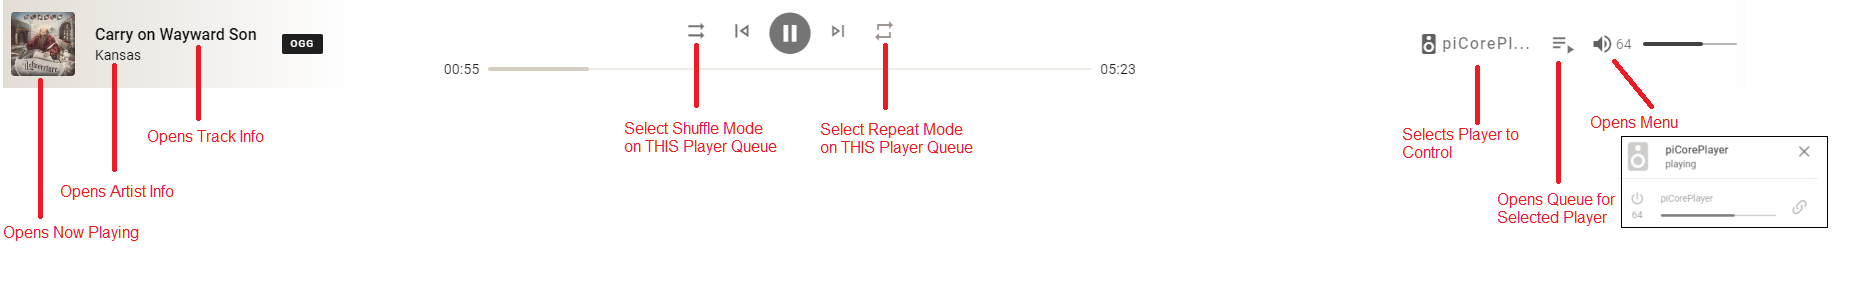 Carry on Wayward Son
Kansas
OGG
Opens Track Info
Opens Artist Info
Opens Now Playing
00:55
05:23
Select Shuffle Mode
on THIS Player Queue
Select Repeat Mode
on THIS Player Queue
piCorePl...
64
Selects Player to
Control
Opens Menu
Opens Queue for
Selected Player
piCorePlayer
playing
piCorePlayer
64